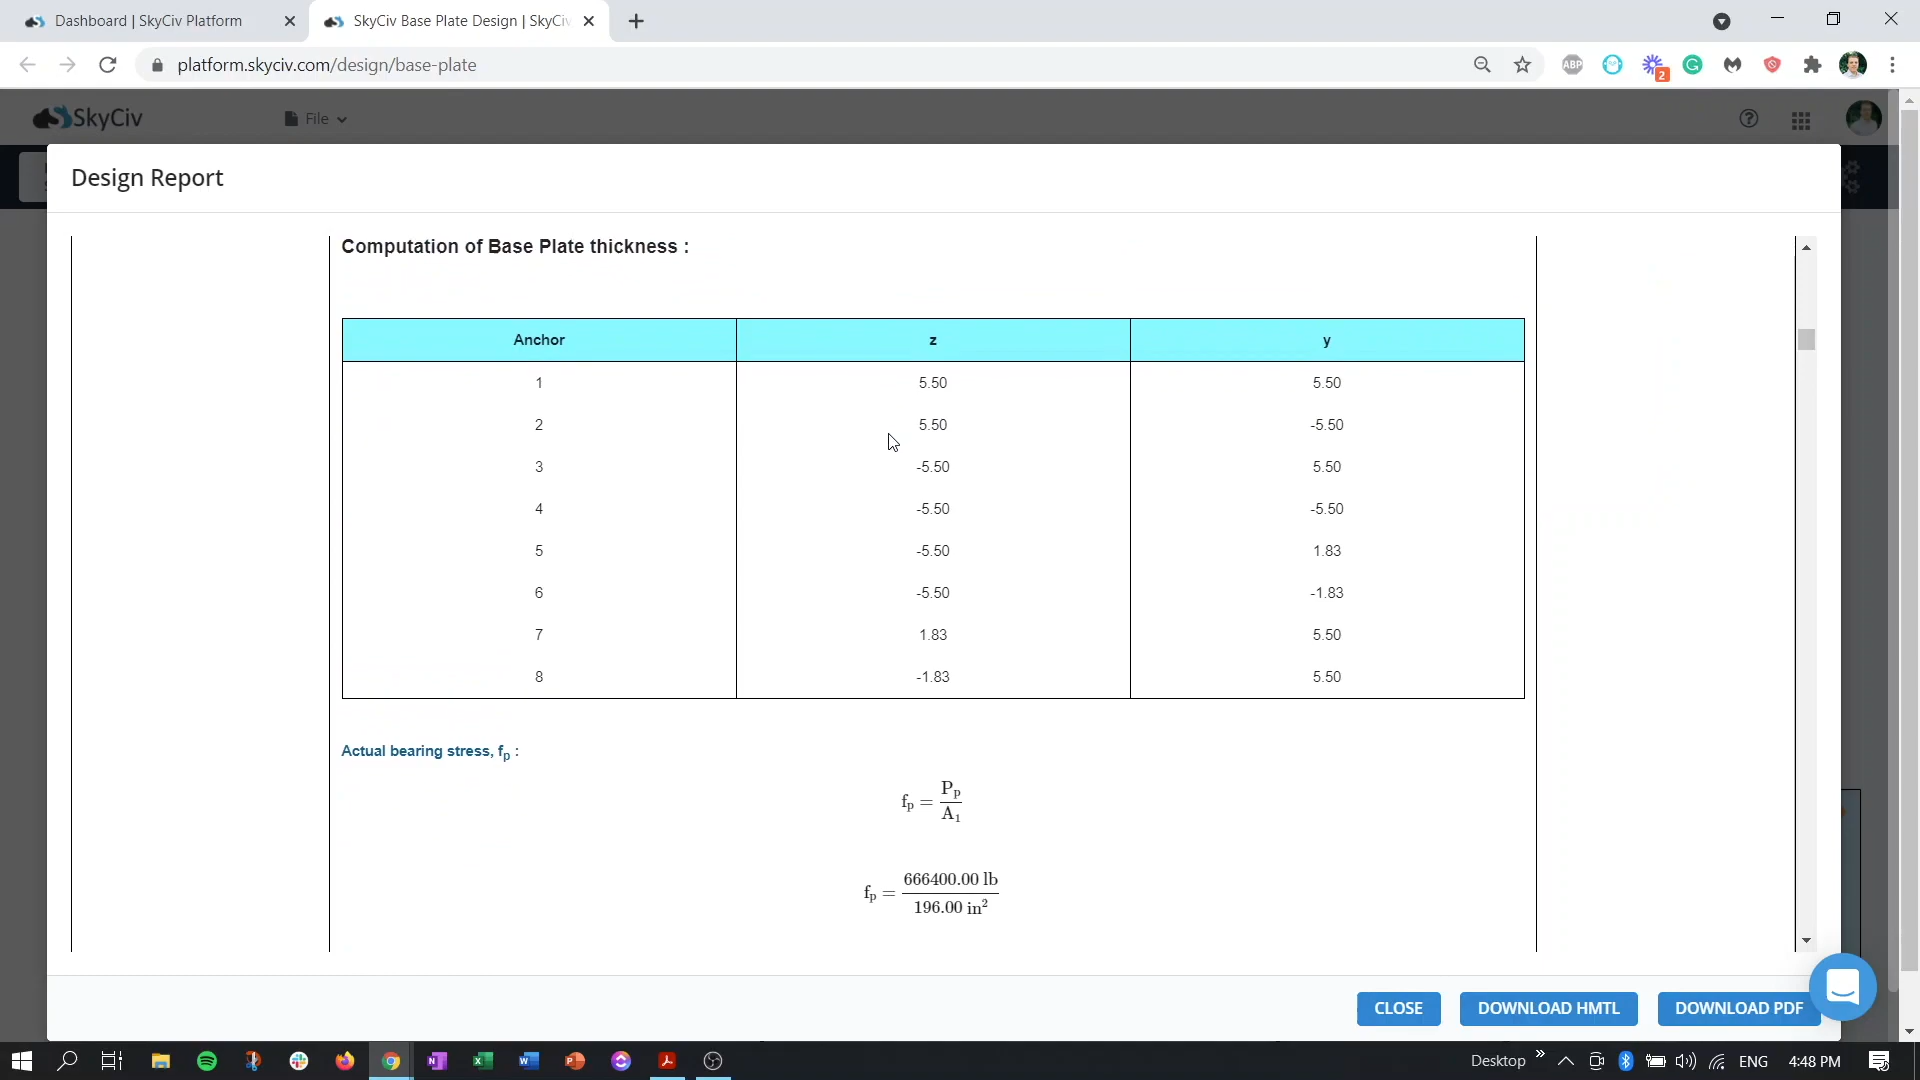 Dashboard | SkyCiv Platform
SkyCiv Base Plate Design | SkyCiv
platform.skyciv.com/design/base-plate
ABP
2
SkyCiv
File
Design Report
Computation of Base Plate thickness :
Anchor z y
1 5.50 5.50
2 5.50 -5.50
3 -5.50 5.50
4 -5.50 -5.50
5 -5.50 1.83
6 -5.50 -1.83
7 1.83 5.50
8 -1.83 5.50
Actual bearing stress, fp :
fp = Pp / A1
fp = 666400.00 lb / 196.00 in²
CLOSE
DOWNLOAD HMTL
DOWNLOAD PDF
Desktop
ENG
4:48 PM